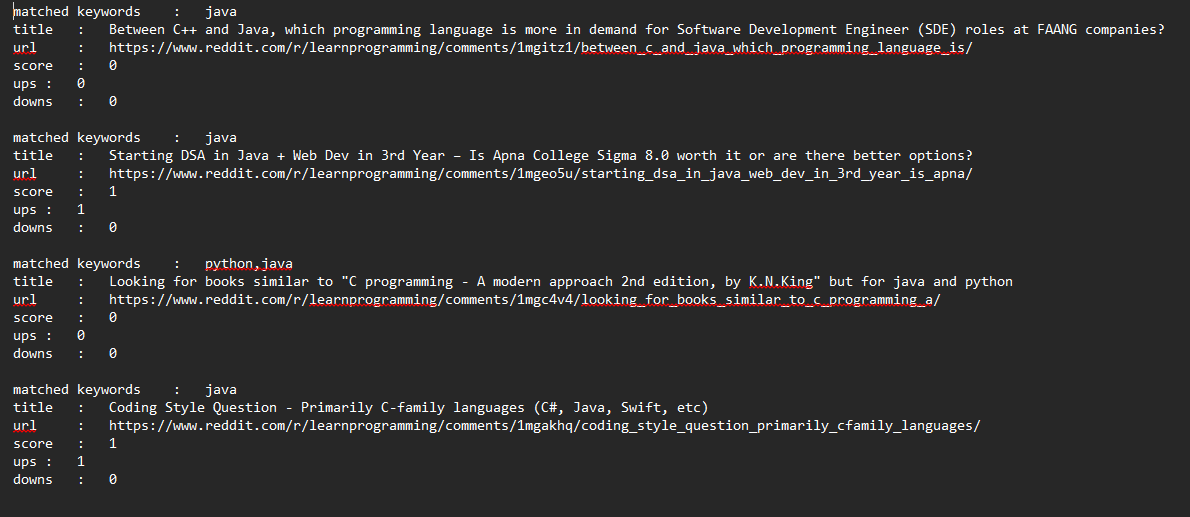 matched keywords    :   java
title   :   Between C++ and Java, which programming language is more in demand for Software Development Engineer (SDE) roles at FAANG companies?
url     :   https://www.reddit.com/r/learnprogramming/comments/1mgitz1/between_c_and_java_which_programming_language_is/
score   :   0
ups :   0
downs   :   0

matched keywords    :   java
title   :   Starting DSA in Java + Web Dev in 3rd Year – Is Apna College Sigma 8.0 worth it or are there better options?
url     :   https://www.reddit.com/r/learnprogramming/comments/1mgeo5u/starting_dsa_in_java_web_dev_in_3rd_year_is_apna/
score   :   1
ups :   1
downs   :   0

matched keywords    :   python,java
title   :   Looking for books similar to "C programming - A modern approach 2nd edition, by K.N.King" but for java and python
url     :   https://www.reddit.com/r/learnprogramming/comments/1mgc4v4/looking_for_books_similar_to_c_programming_a/
score   :   0
ups :   0
downs   :   0

matched keywords    :   java
title   :   Coding Style Question - Primarily C-family languages (C#, Java, Swift, etc)
url     :   https://www.reddit.com/r/learnprogramming/comments/1mgakhq/coding_style_question_primarily_cfamily_languages/
score   :   1
ups :   1
downs   :   0